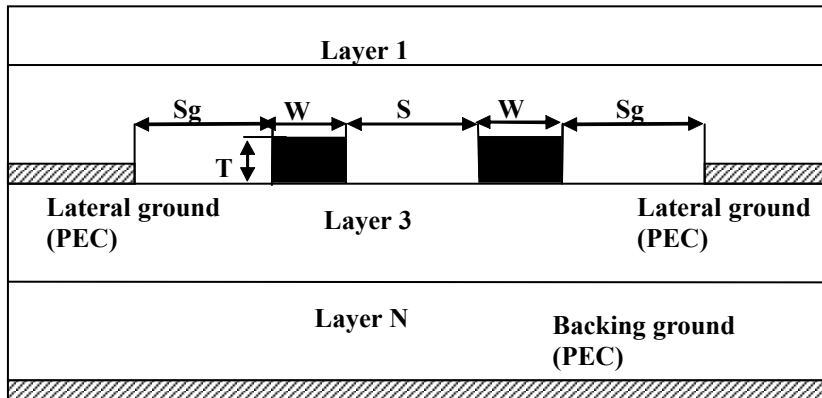 Layer 1
Sg W S W Sg
T
Lateral ground
(PEC)
Layer 3
Lateral ground
(PEC)
Layer N
Backing ground
(PEC)